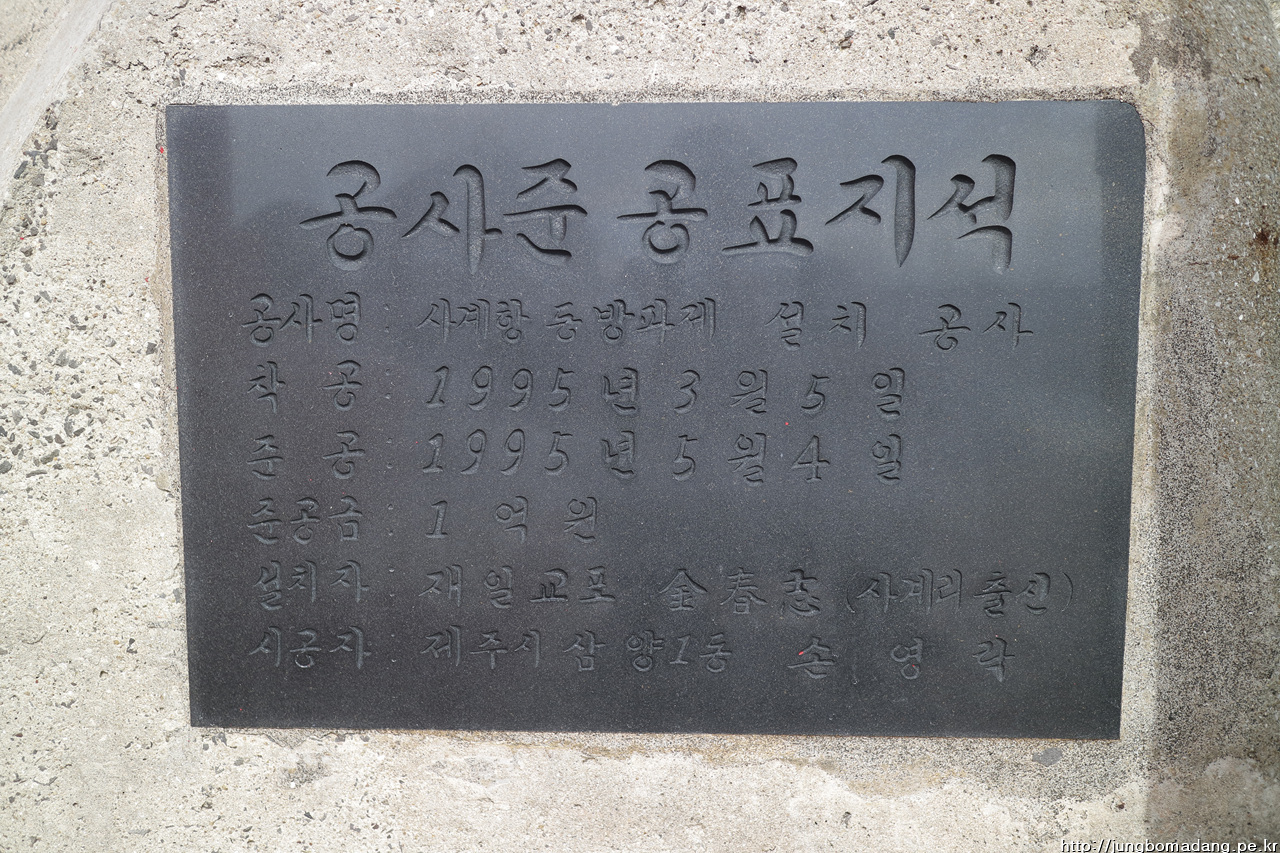 공사준공표지석
공사명 : 사계항 동방파제 설치 공사
착 공 : 1995년 3월 5일
준 공 : 1995년 5월 4일
준공금 : 1억 원
설치자 : 재일교포 金春志 (사계리출신)
시공자 : 제주시 삼양1동 손영락
http://jungbomadang.pe.kr